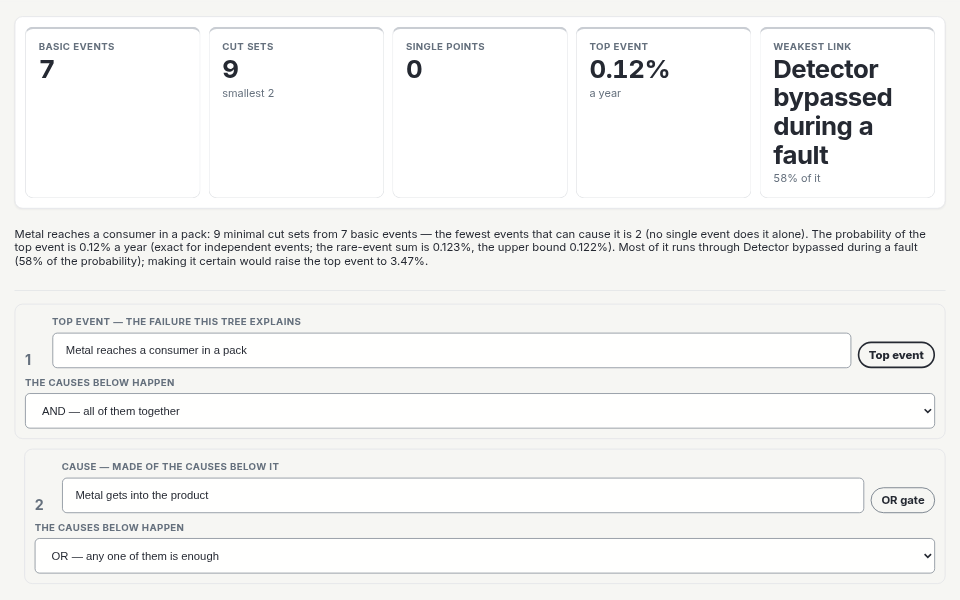 BASIC EVENTS
7
CUT SETS
9
smallest 2
SINGLE POINTS
0
TOP EVENT
0.12%
a year
WEAKEST LINK
Detector
bypassed
during a
fault
58% of it
Metal reaches a consumer in a pack: 9 minimal cut sets from 7 basic events — the fewest events that can cause it is 2 (no single event does it alone). The probability of the
top event is 0.12% a year (exact for independent events; the rare-event sum is 0.123%, the upper bound 0.122%). Most of it runs through Detector bypassed during a fault
(58% of the probability); making it certain would raise the top event to 3.47%.
TOP EVENT — THE FAILURE THIS TREE EXPLAINS
1
Metal reaches a consumer in a pack
Top event
THE CAUSES BELOW HAPPEN
AND — all of them together
CAUSE — MADE OF THE CAUSES BELOW IT
2
Metal gets into the product
OR gate
THE CAUSES BELOW HAPPEN
OR — any one of them is enough